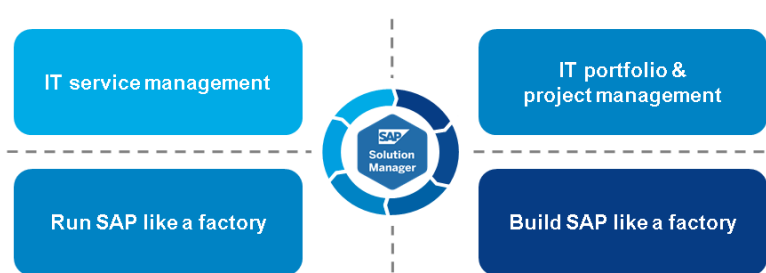 IT service management
IT portfolio &
project management
SAP
Solution
Manager
Run SAP like a factory
Build SAP like a factory